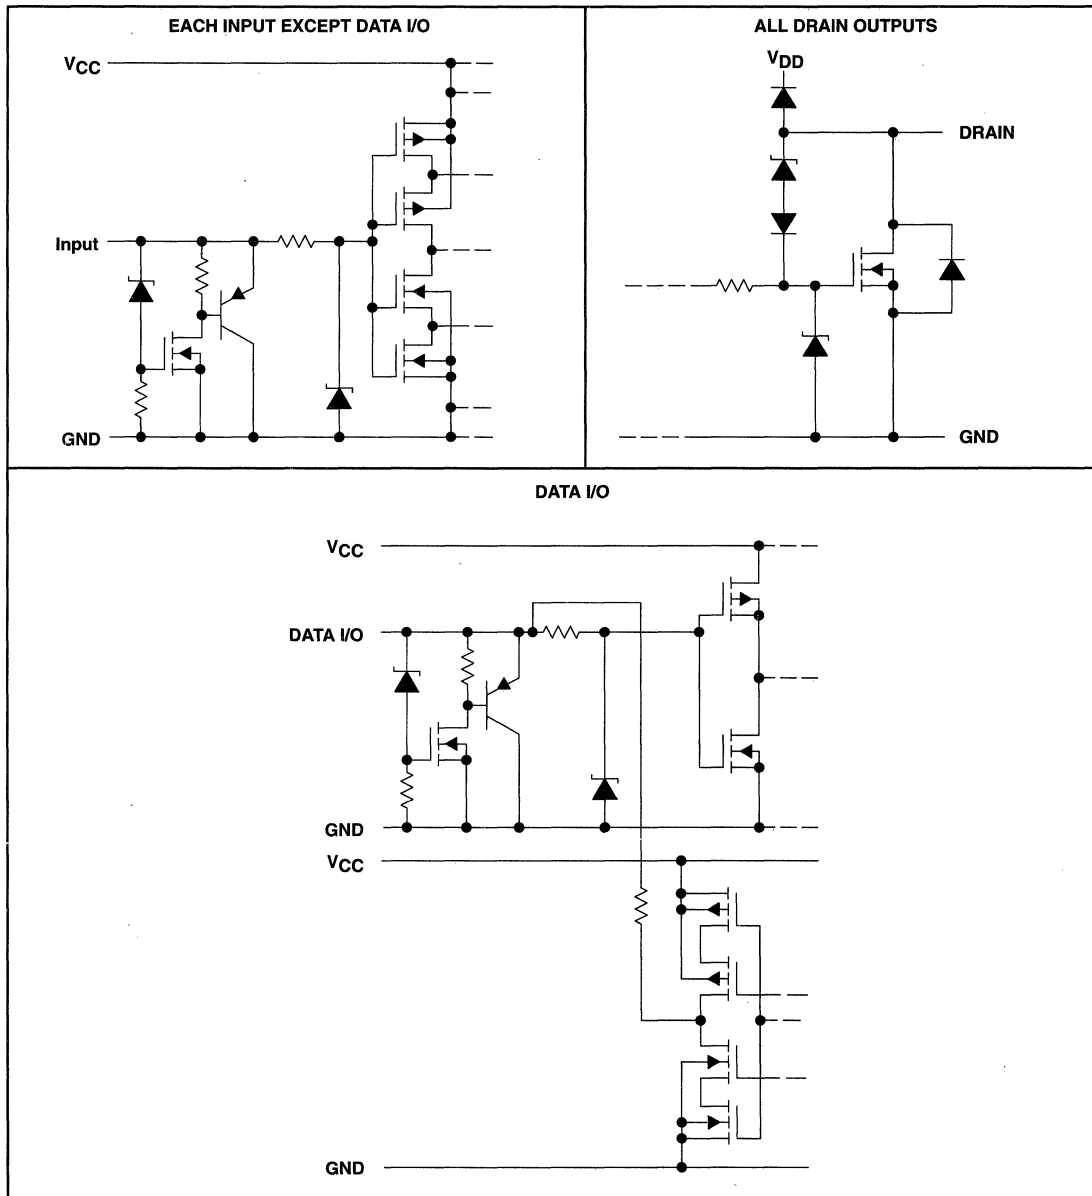 EACH INPUT EXCEPT DATA I/O
VCC
Input
GND
ALL DRAIN OUTPUTS
VDD
DRAIN
GND
DATA I/O
VCC
DATA I/O
GND
VCC
GND